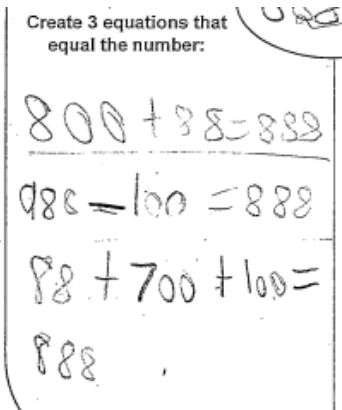 Create 3 equations that
equal the number:
800 + 88 = 888
988 - 100 = 888
88 + 700 + 100 =
888